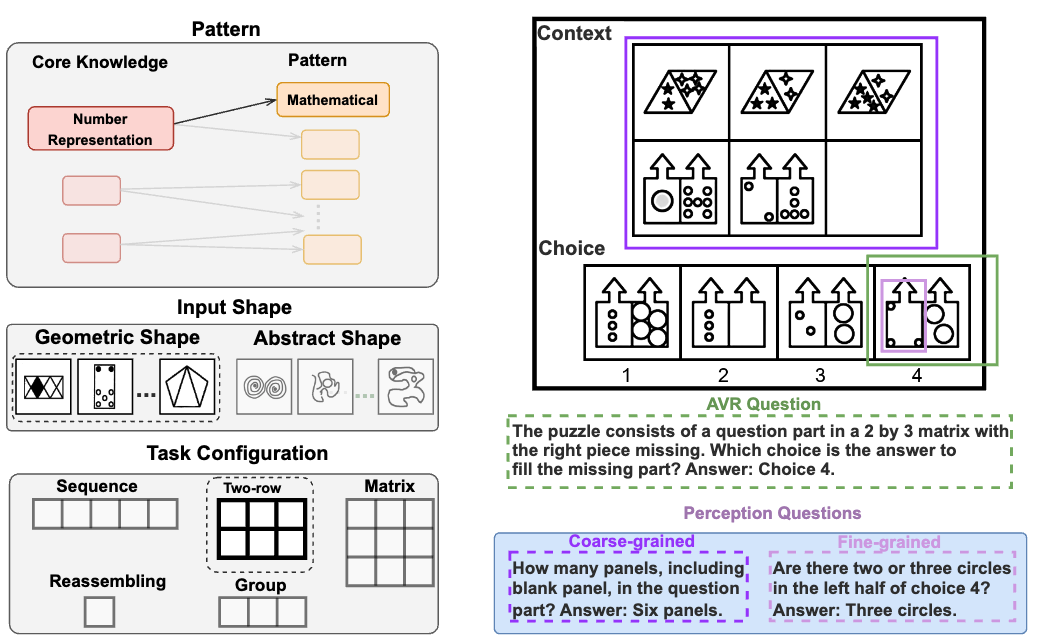 Pattern
Core Knowledge
Pattern
Number
Representation
Mathematical
Input Shape
Geometric Shape
Abstract Shape
Task Configuration
Sequence
Two-row
Matrix
Reassembling
Group
Context
Choice
1
2
3
4
AVR Question
The puzzle consists of a question part in a 2 by 3 matrix with
the right piece missing. Which choice is the answer to
fill the missing part? Answer: Choice 4.
Perception Questions
Coarse-grained
How many panels, including
blank panel, in the question
part? Answer: Six panels.
Fine-grained
Are there two or three circles
in the left half of choice 4?
Answer: Three circles.